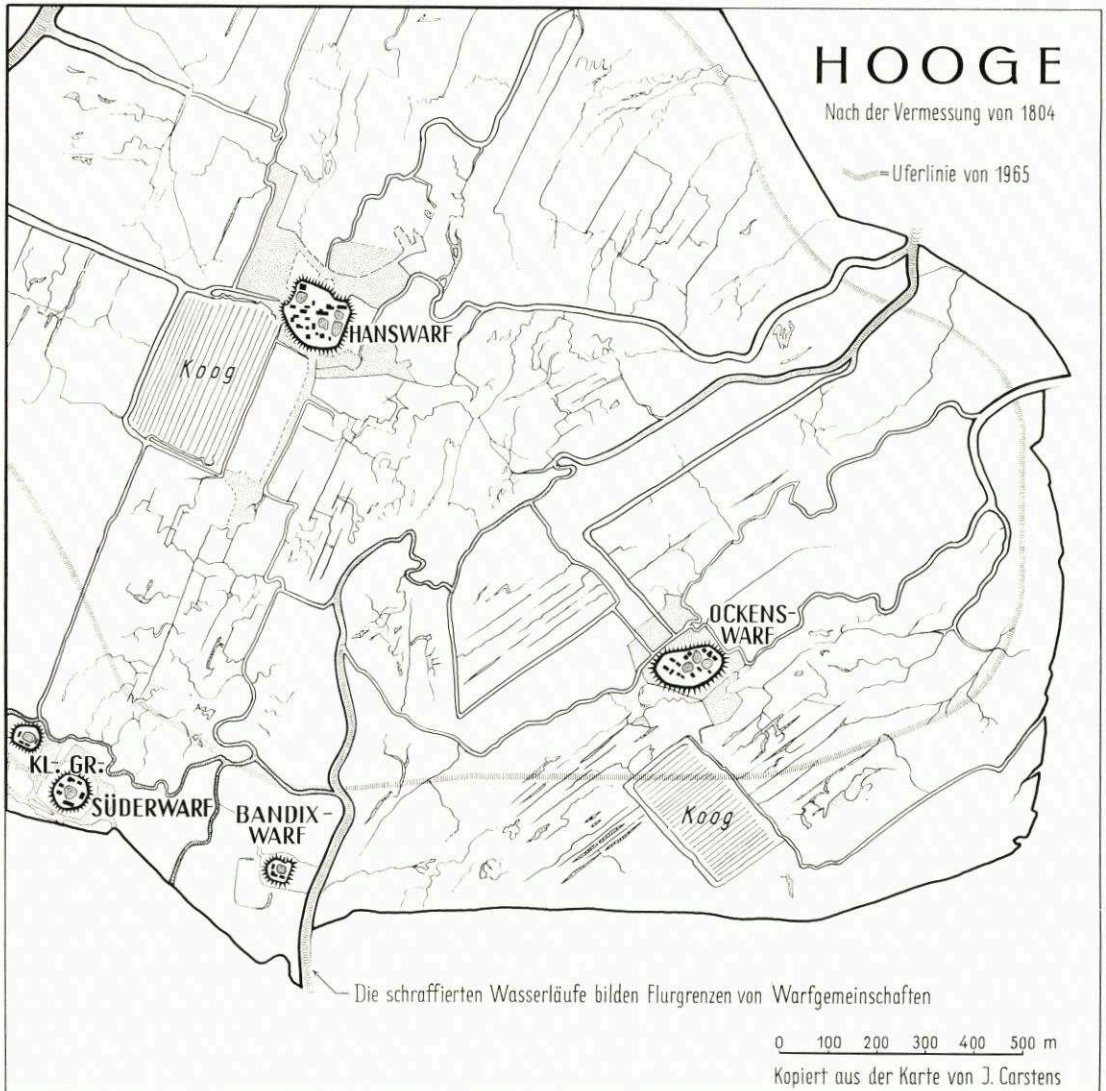 HOOGE
Nach der Vermessung von 1804
=Uferlinie von 1965
HANSWARF
Koog
OCKENS-
WARF
KL.- GR.-
SÜDERWARF
BANDIX-
WARF
Koog
Die schraffierten Wasserläufe bilden Flurgrenzen von Warfgemeinschaften
0 100 200 300 400 500 m
Kopiert aus der Karte von J. Carstens